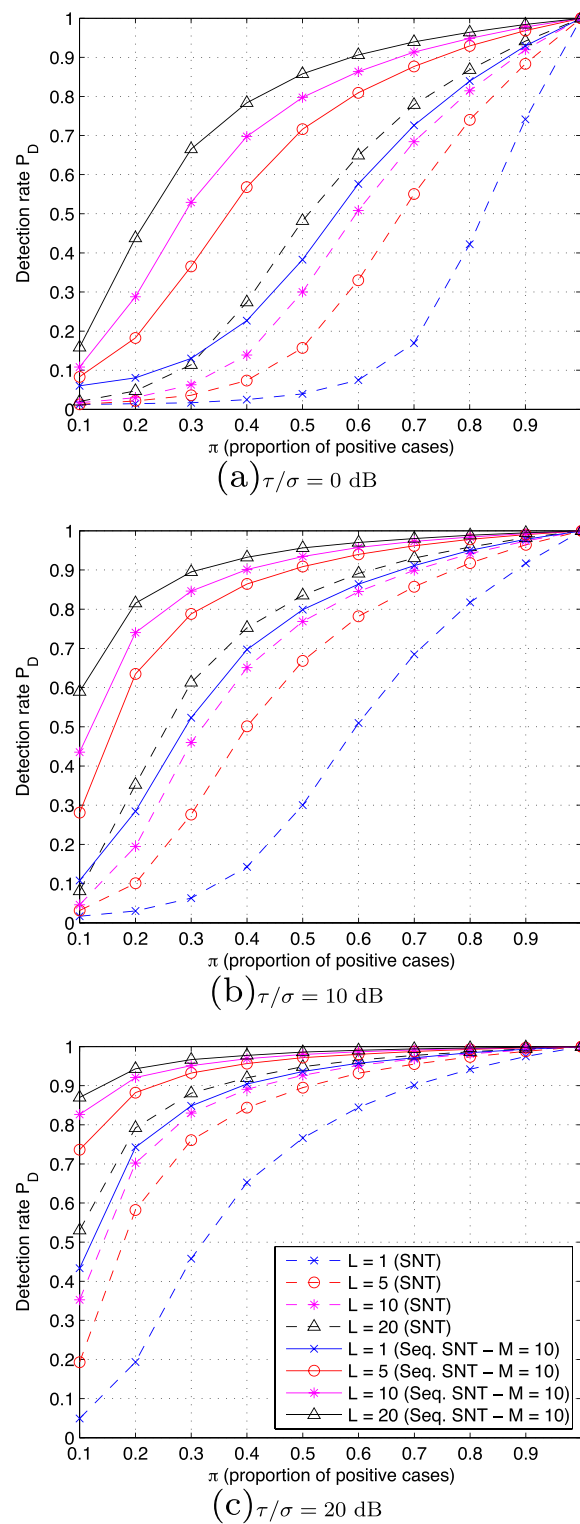 1
0.9
0.8
0.7
0.6
0.5
0.4
0.3
0.2
0.1
0
Detection rate P_D
0.1 0.2 0.3 0.4 0.5 0.6 0.7 0.8 0.9
π (proportion of positive cases)
(a) τ/σ = 0 dB
1
0.9
0.8
0.7
0.6
0.5
0.4
0.3
0.2
0.1
0
Detection rate P_D
0.1 0.2 0.3 0.4 0.5 0.6 0.7 0.8 0.9
π (proportion of positive cases)
(b) τ/σ = 10 dB
1
0.9
0.8
0.7
0.6
0.5
0.4
0.3
0.2
0.1
0
Detection rate P_D
L = 1 (SNT)
L = 5 (SNT)
L = 10 (SNT)
L = 20 (SNT)
L = 1 (Seq. SNT − M = 10)
L = 5 (Seq. SNT − M = 10)
L = 10 (Seq. SNT − M = 10)
L = 20 (Seq. SNT − M = 10)
0.1 0.2 0.3 0.4 0.5 0.6 0.7 0.8 0.9
π (proportion of positive cases)
(c) τ/σ = 20 dB